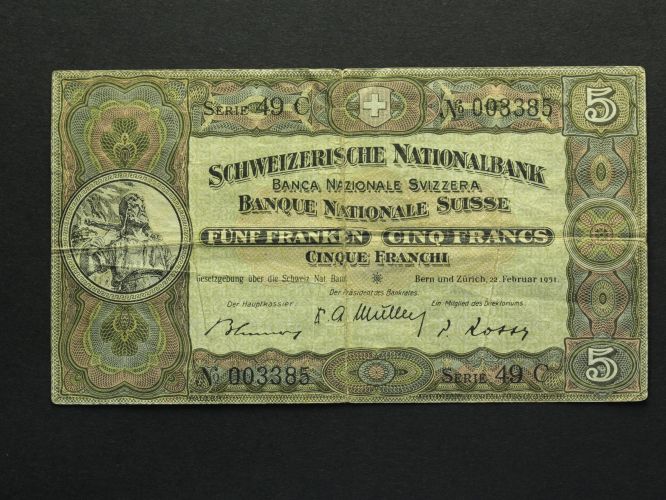 SERIE 49 C
№ 003385
5
SCHWEIZERISCHE NATIONALBANK
BANCA NAZIONALE SVIZZERA
BANQUE NATIONALE SUISSE
FÜNF FRANKEN CINQ FRANCS
CINQUE FRANCHI
Gesetzgebung über die Schweiz. Nat. Bank Bern und Zürich, 22. Februar 1951.
Der Hauptkassier: Der Präsident des Bankrates. Ein Mitglied des Direktoriums.
№ 003385
SERIE 49 C
5